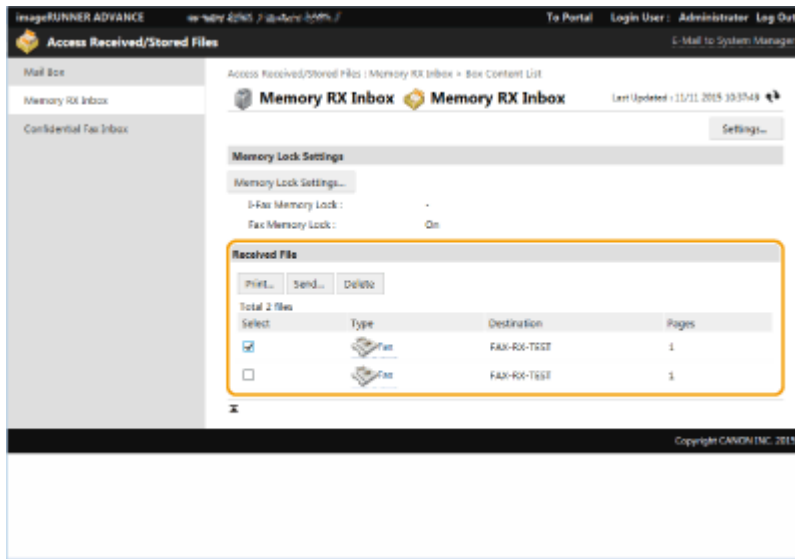 imageRUNNER ADVANCE To Portal Login User : Administrator Log Out
Access Received/Stored Files E-Mail to System Manager
Mail Box
Memory RX Inbox
Confidential Fax Inbox
Access Received/Stored Files : Memory RX Inbox > Box Content List
Memory RX Inbox Memory RX Inbox Last Updated : 11/11 2015 10:37:48
Settings...
Memory Lock Settings
Memory Lock Settings...
I-Fax Memory Lock : -
Fax Memory Lock : On
Received File
Print... Send... Delete
Total 2 files
Select Type Destination Pages
Fax FAX-RX-TEST 1
Fax FAX-RX-TEST 1
Copyright CANON INC. 2015